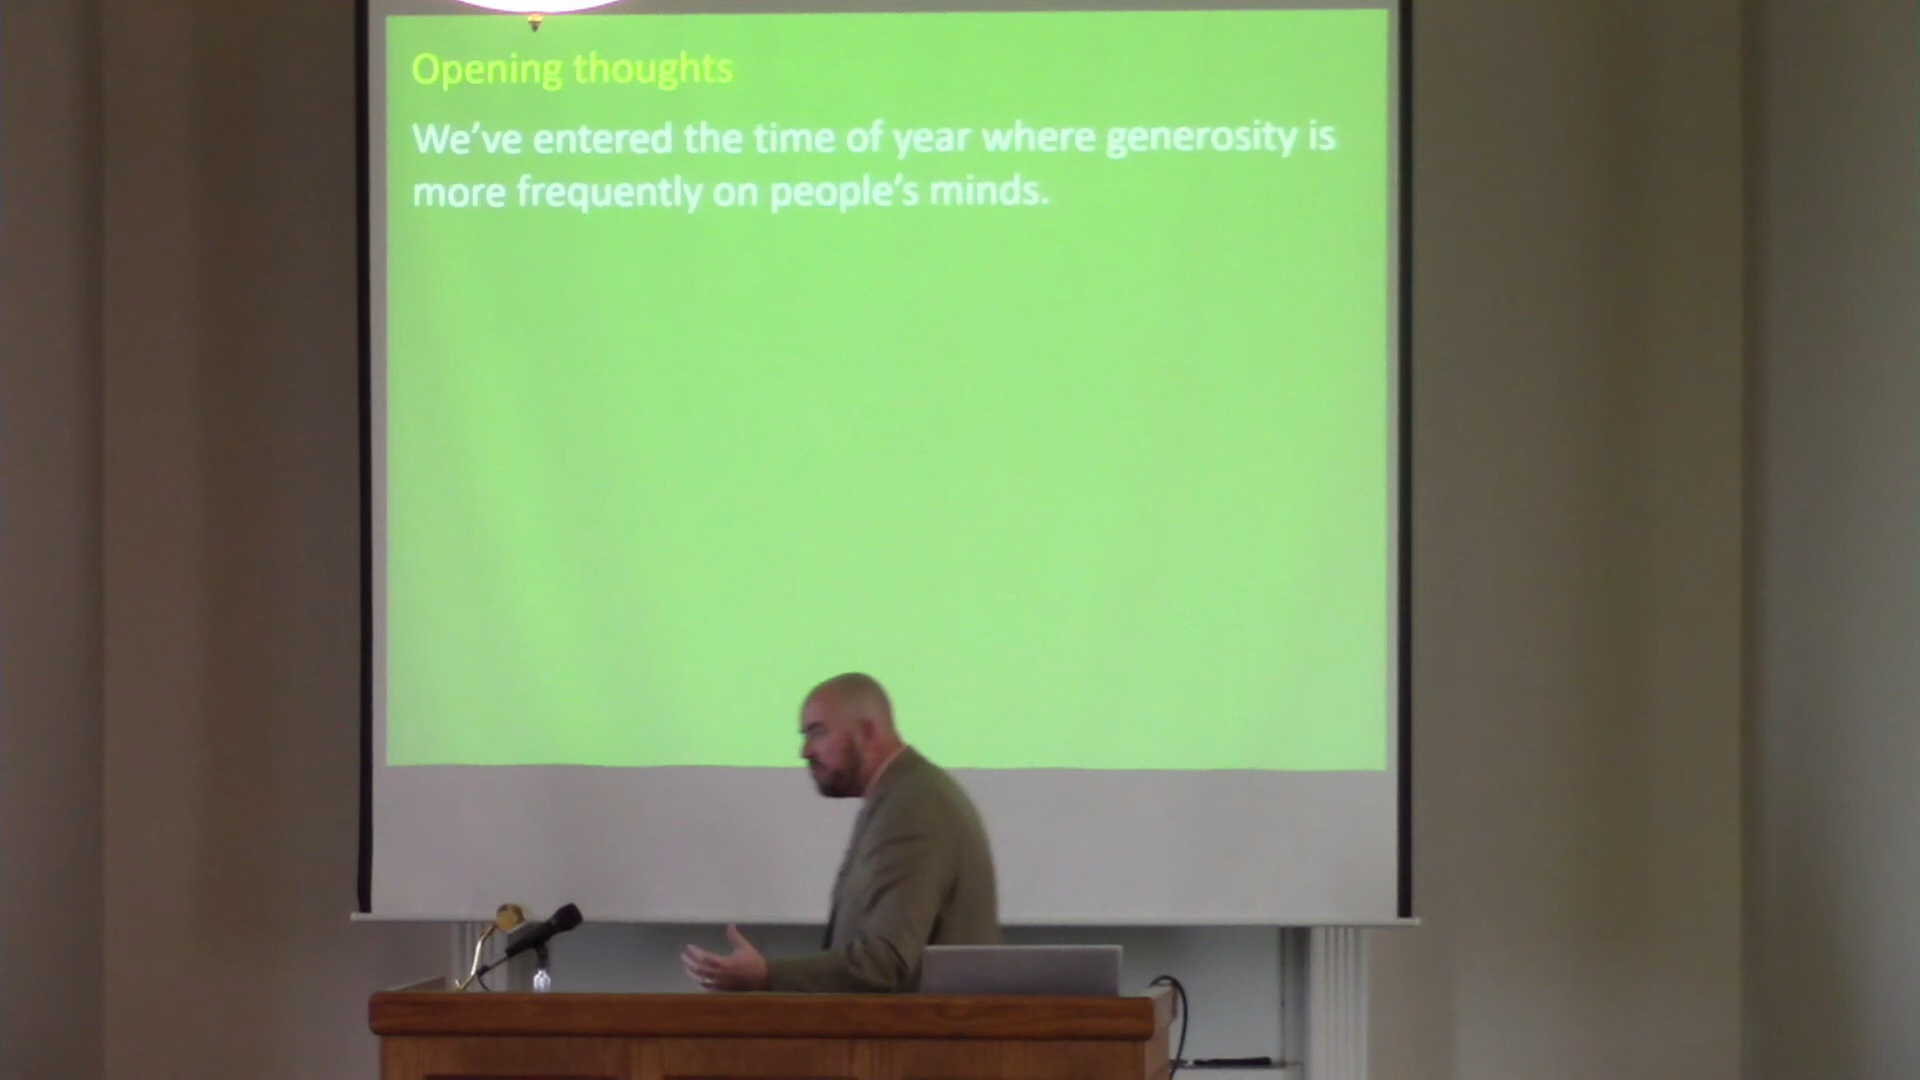 Opening thoughts
We've entered the time of year where generosity is
more frequently on people's minds.